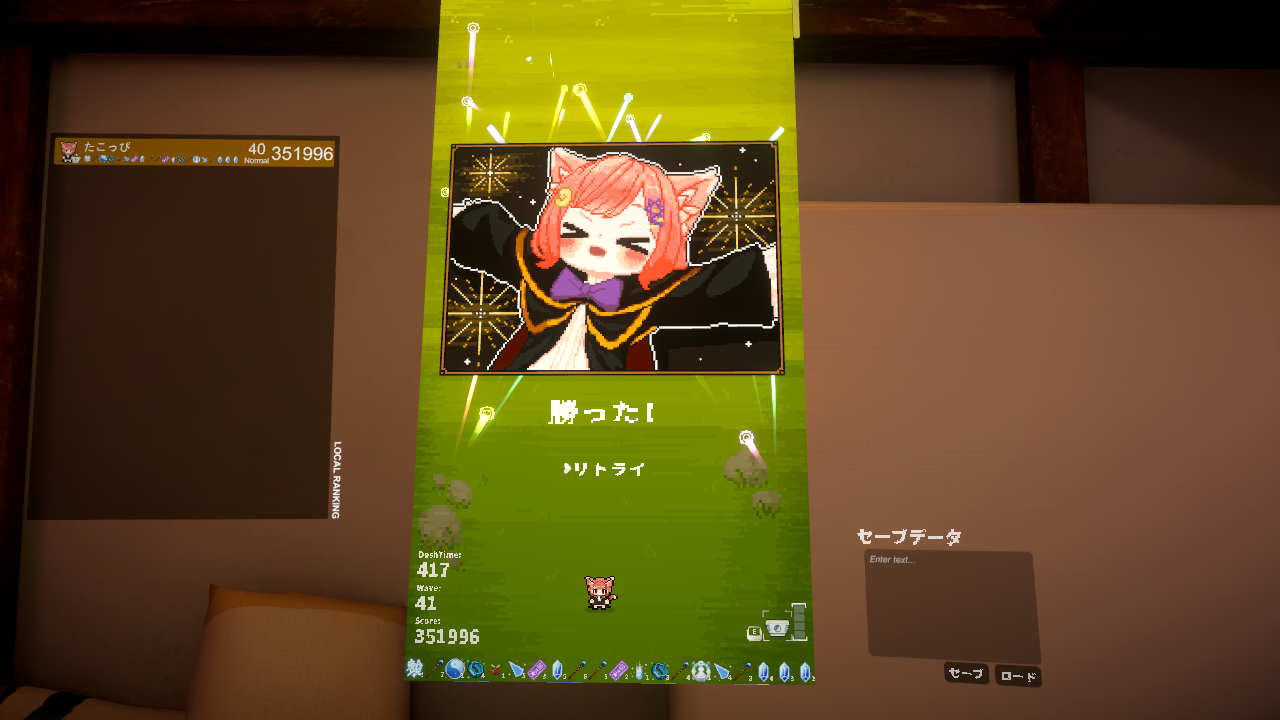 たこっぴ
40
Normal
351996
LOCAL RANKING
勝った!
リトライ
DashTime:
417
Wave:
41
Score:
351996
E
セーブデータ
Enter text...
セーブ
ロード